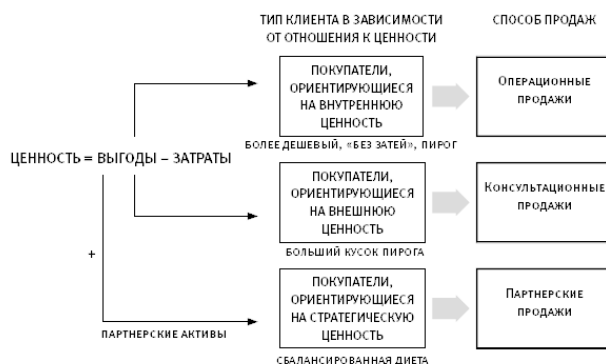 ТИП КЛИЕНТА В ЗАВИСИМОСТИ
ОТ ОТНОШЕНИЯ К ЦЕННОСТИ
СПОСОБ ПРОДАЖ
ПОКУПАТЕЛИ,
ОРИЕНТИРУЮЩИЕСЯ
НА ВНУТРЕННЮЮ
ЦЕННОСТЬ
ОПЕРАЦИОННЫЕ
ПРОДАЖИ
БОЛЕЕ ДЕШЕВЫЙ, «БЕЗ ЗАТЕЙ», ПИРОГ
ЦЕННОСТЬ = ВЫГОДЫ – ЗАТРАТЫ
ПОКУПАТЕЛИ,
ОРИЕНТИРУЮЩИЕСЯ
НА ВНЕШНЮЮ
ЦЕННОСТЬ
КОНСУЛЬТАЦИОННЫЕ
ПРОДАЖИ
БОЛЬШИЙ КУСОК ПИРОГА
+
ПОКУПАТЕЛИ,
ОРИЕНТИРУЮЩИЕСЯ
НА СТРАТЕГИЧЕСКУЮ
ЦЕННОСТЬ
ПАРТНЕРСКИЕ
ПРОДАЖИ
ПАРТНЕРСКИЕ АКТИВЫ
СБАЛАНСИРОВАННАЯ ДИЕТА